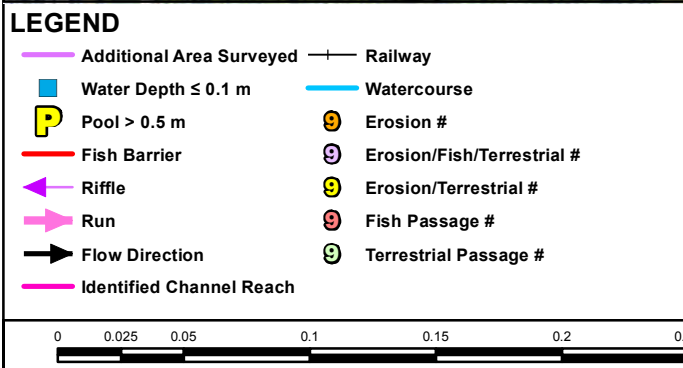 LEGEND
Additional Area Surveyed
Water Depth ≤ 0.1 m
P Pool > 0.5 m
Fish Barrier
Riffle
Run
Flow Direction
Identified Channel Reach
Railway
Watercourse
9 Erosion #
9 Erosion/Fish/Terrestrial #
9 Erosion/Terrestrial #
9 Fish Passage #
9 Terrestrial Passage #
0 0.025 0.05 0.1 0.15 0.2